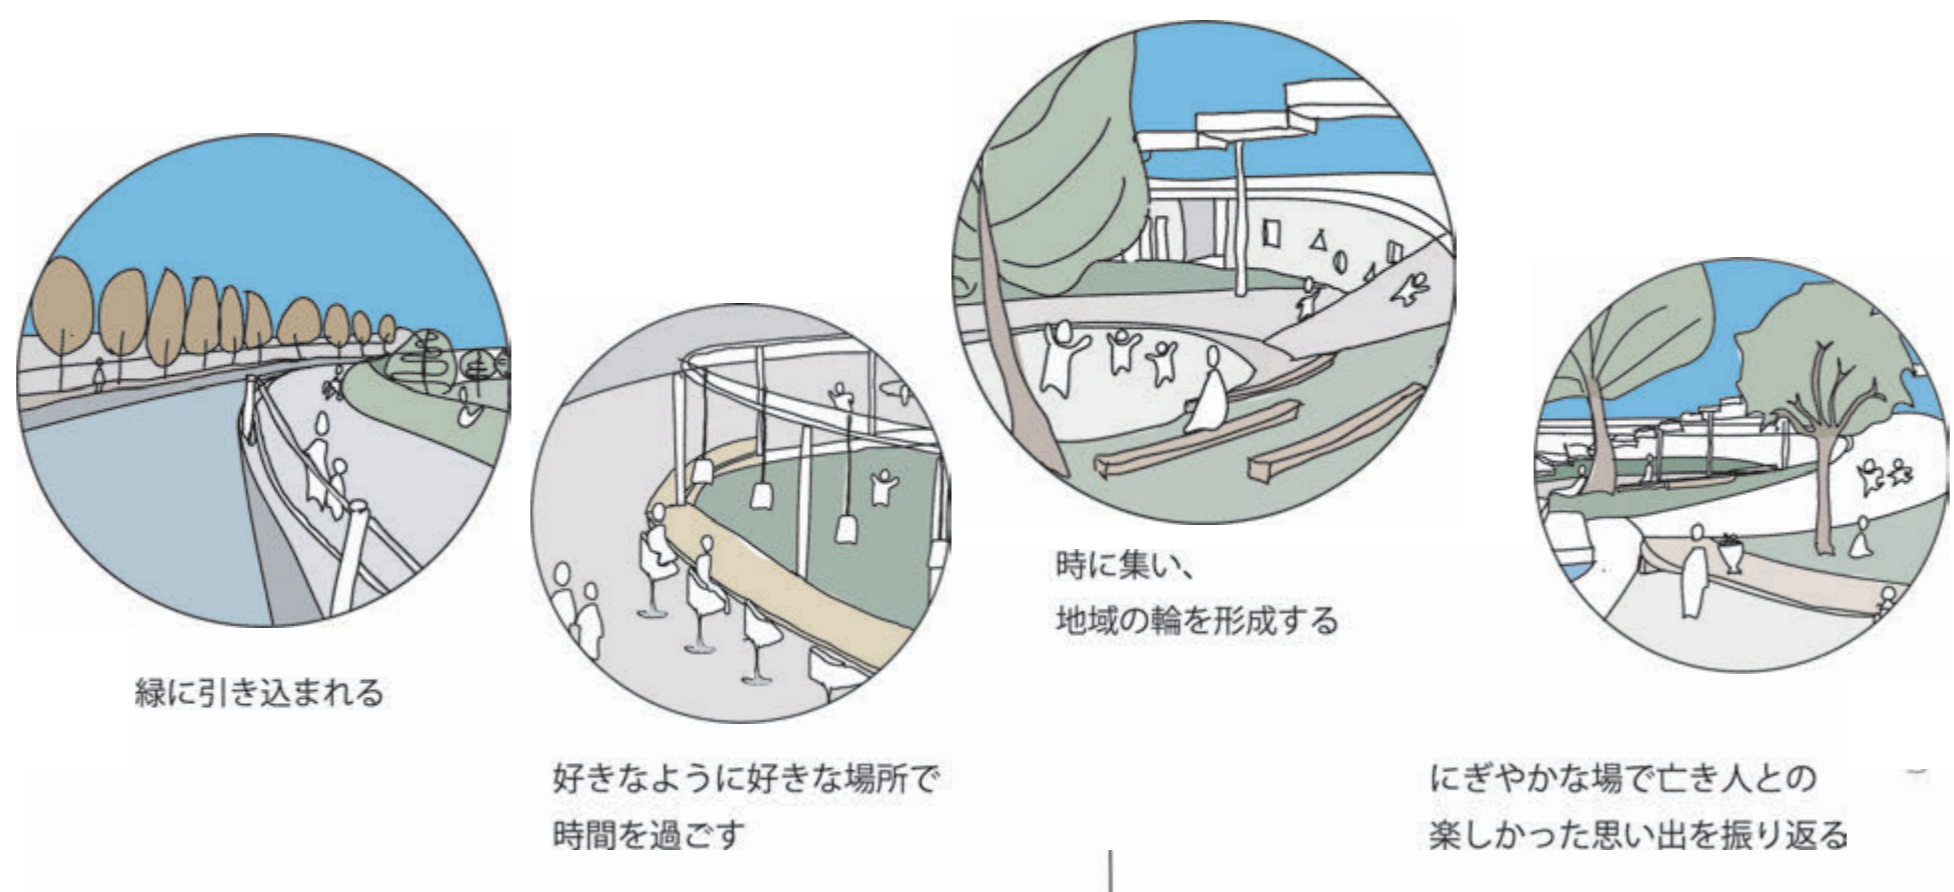 緑に引き込まれる
好きなように好きな場所で
時間を過ごす
時に集い、
地域の輪を形成する
にぎやかな場で亡き人との
楽しかった思い出を振り返る